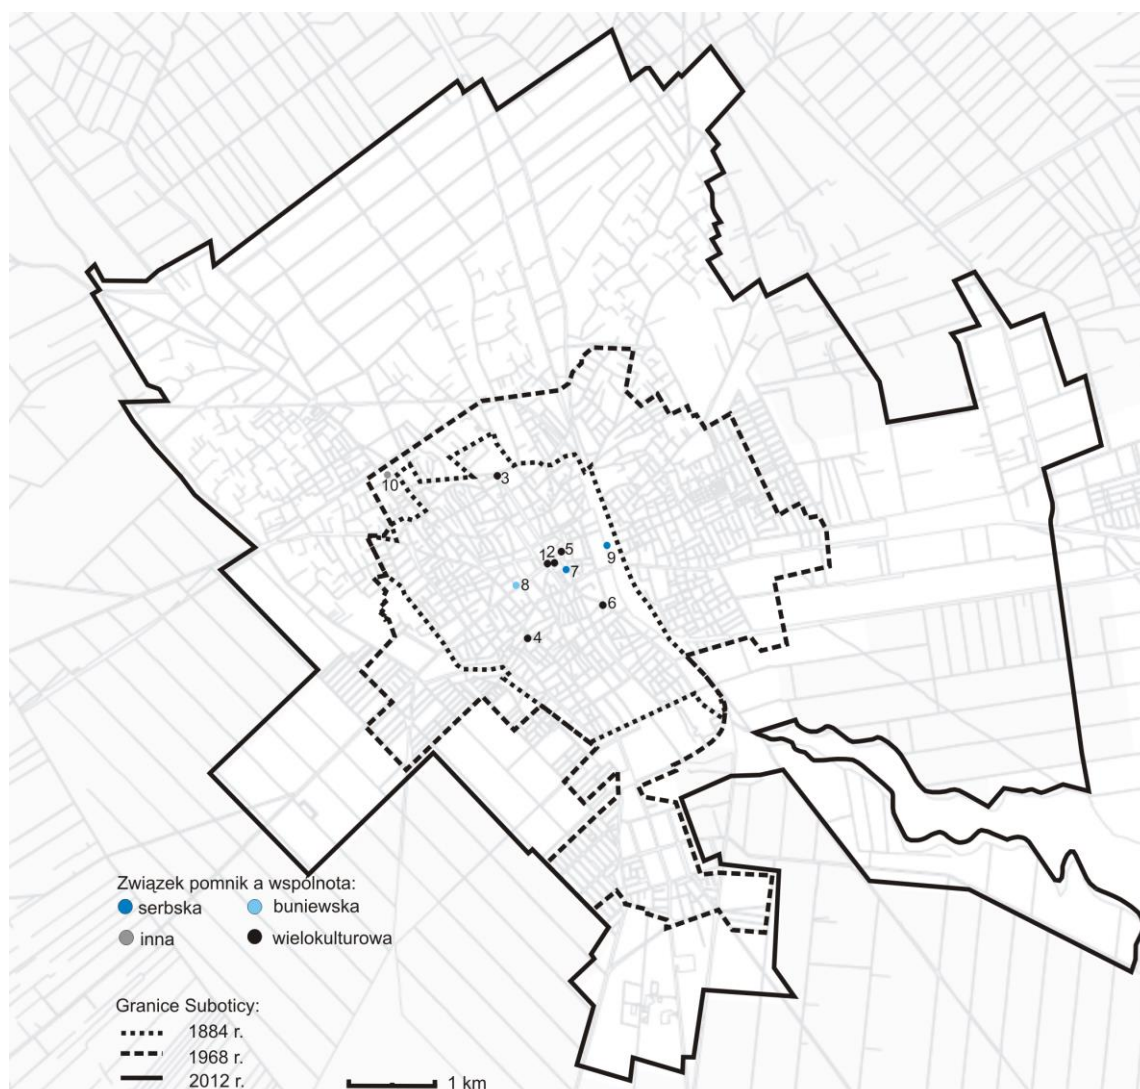 3
10
5
12
9
7
8
6
4
Związek pomnik a wspólnota:
serbska buniewska
inna wielokulturowa
Granice Suboticy:
1884 r.
1968 r.
2012 r. 1 km